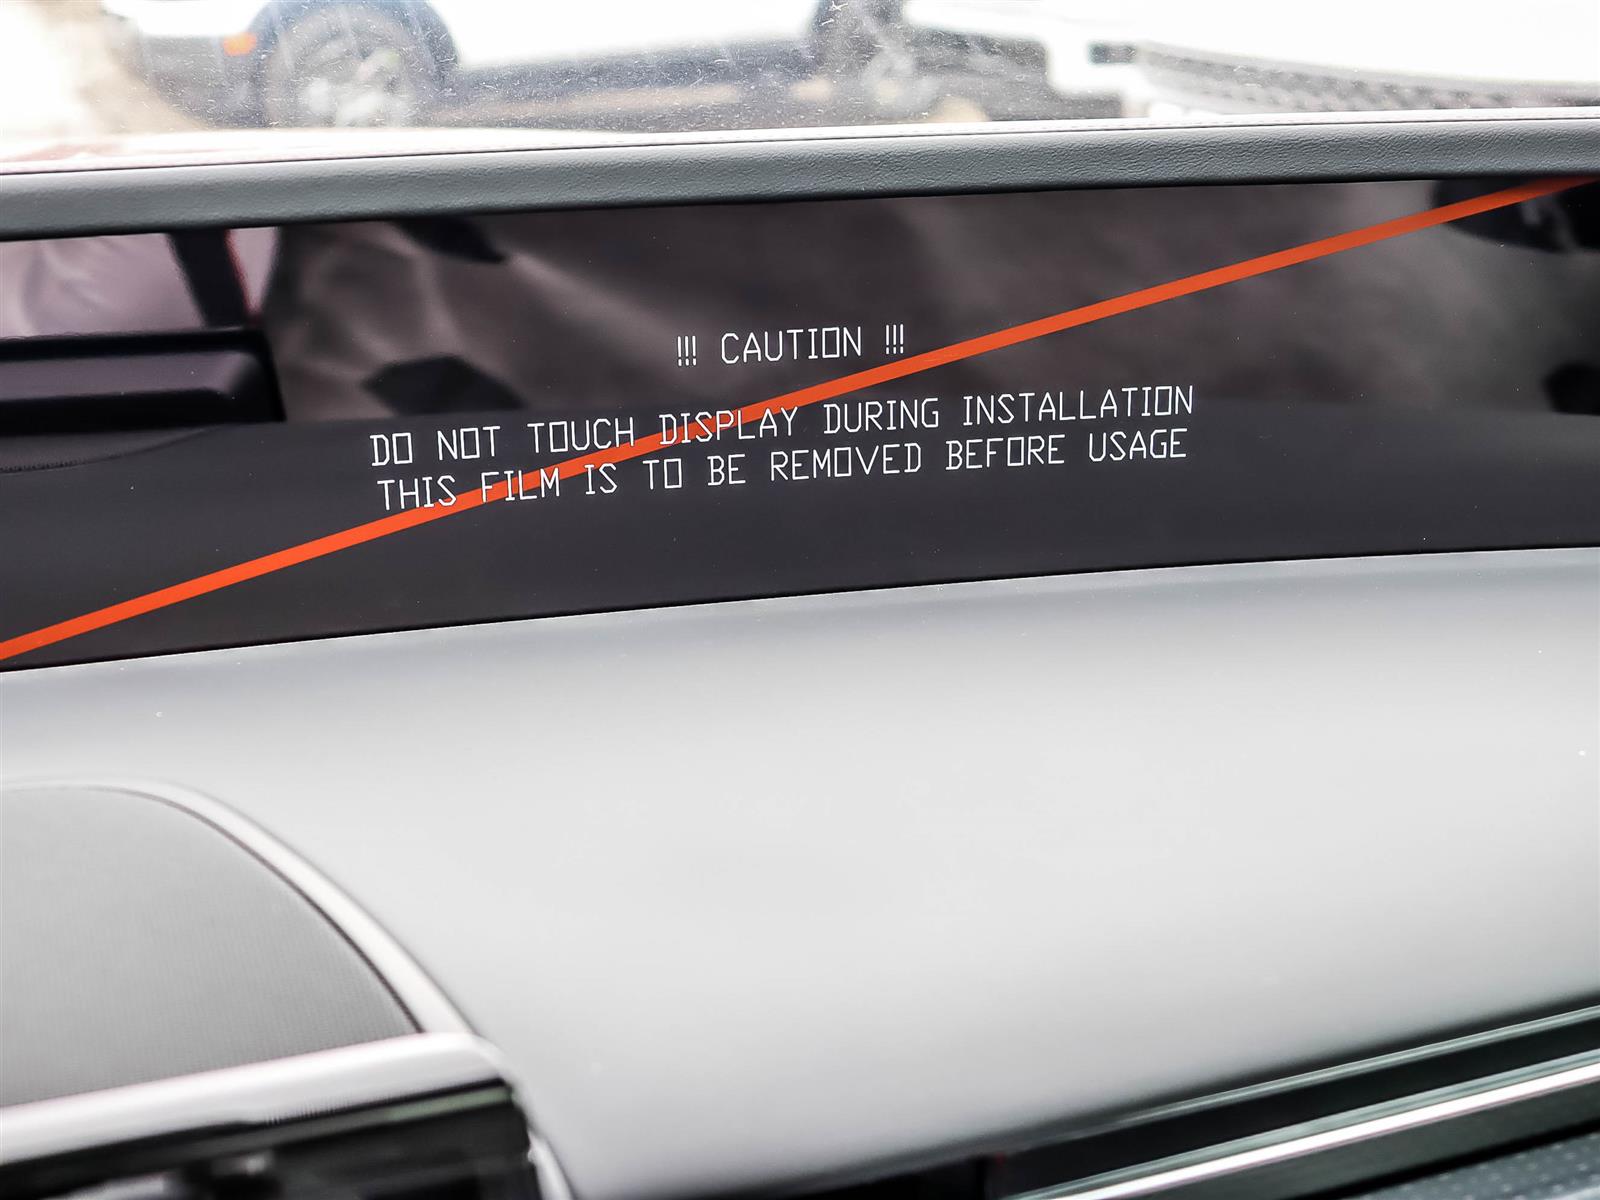 !!! CAUTION !!!
DO NOT TOUCH DISPLAY DURING INSTALLATION
THIS FILM IS TO BE REMOVED BEFORE USAGE